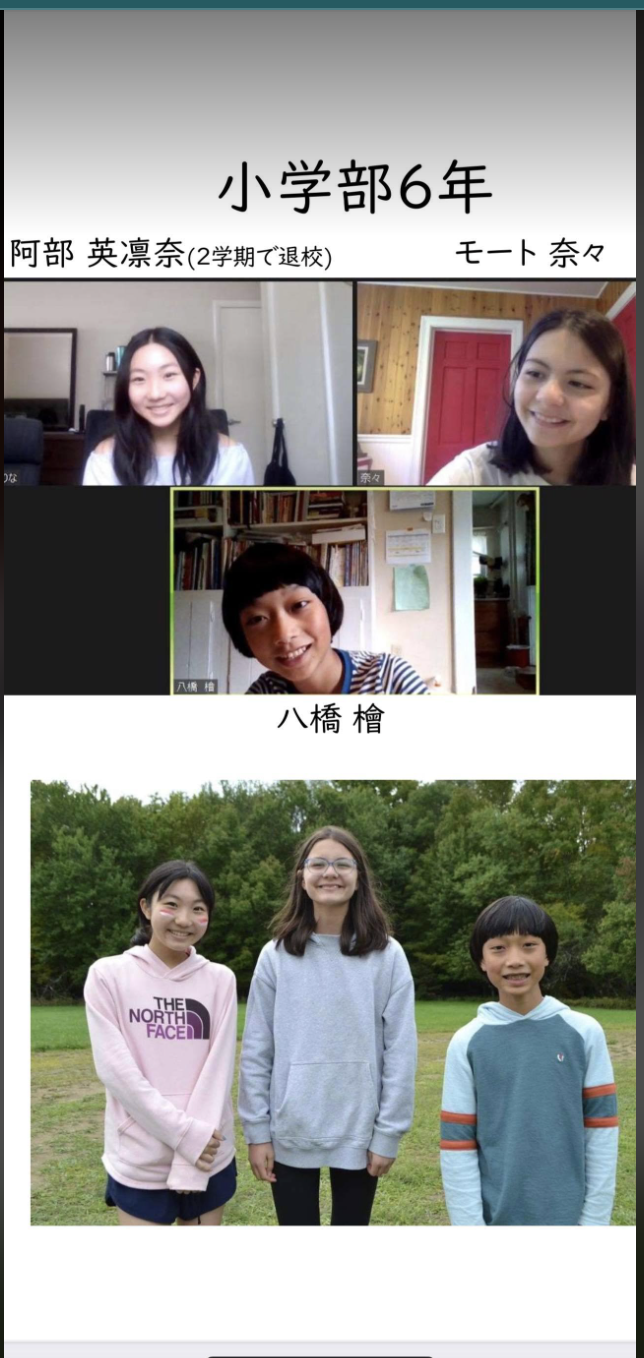 小学部6年
阿部 英凛奈(2学期で退校)
モート 奈々
のな
奈々
八橋 檜
八橋 檜
THE
NORTH
FACE